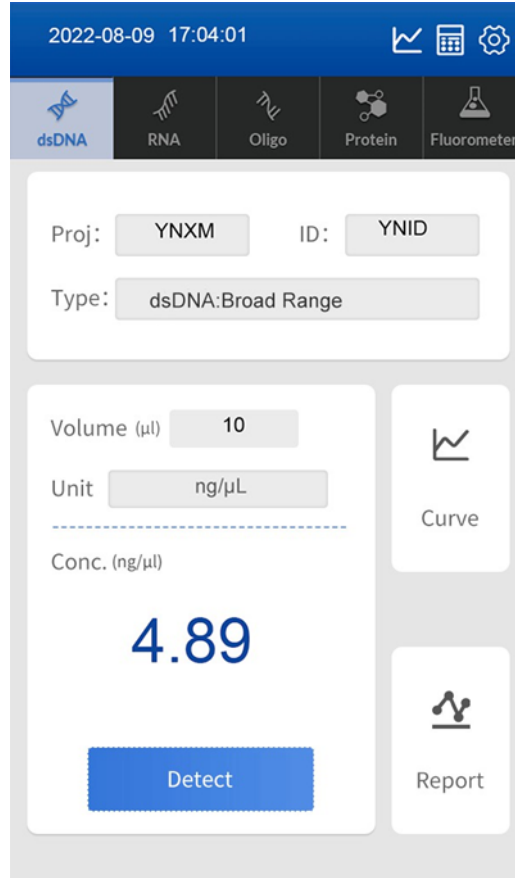 2022-08-09 17:04:01
dsDNA RNA Oligo Protein Fluorometer
Proj: YNXM ID: YNID
Type: dsDNA:Broad Range
Volume (μl) 10
Unit ng/μL
Conc. (ng/μl)
4.89
Detect
Curve
Report